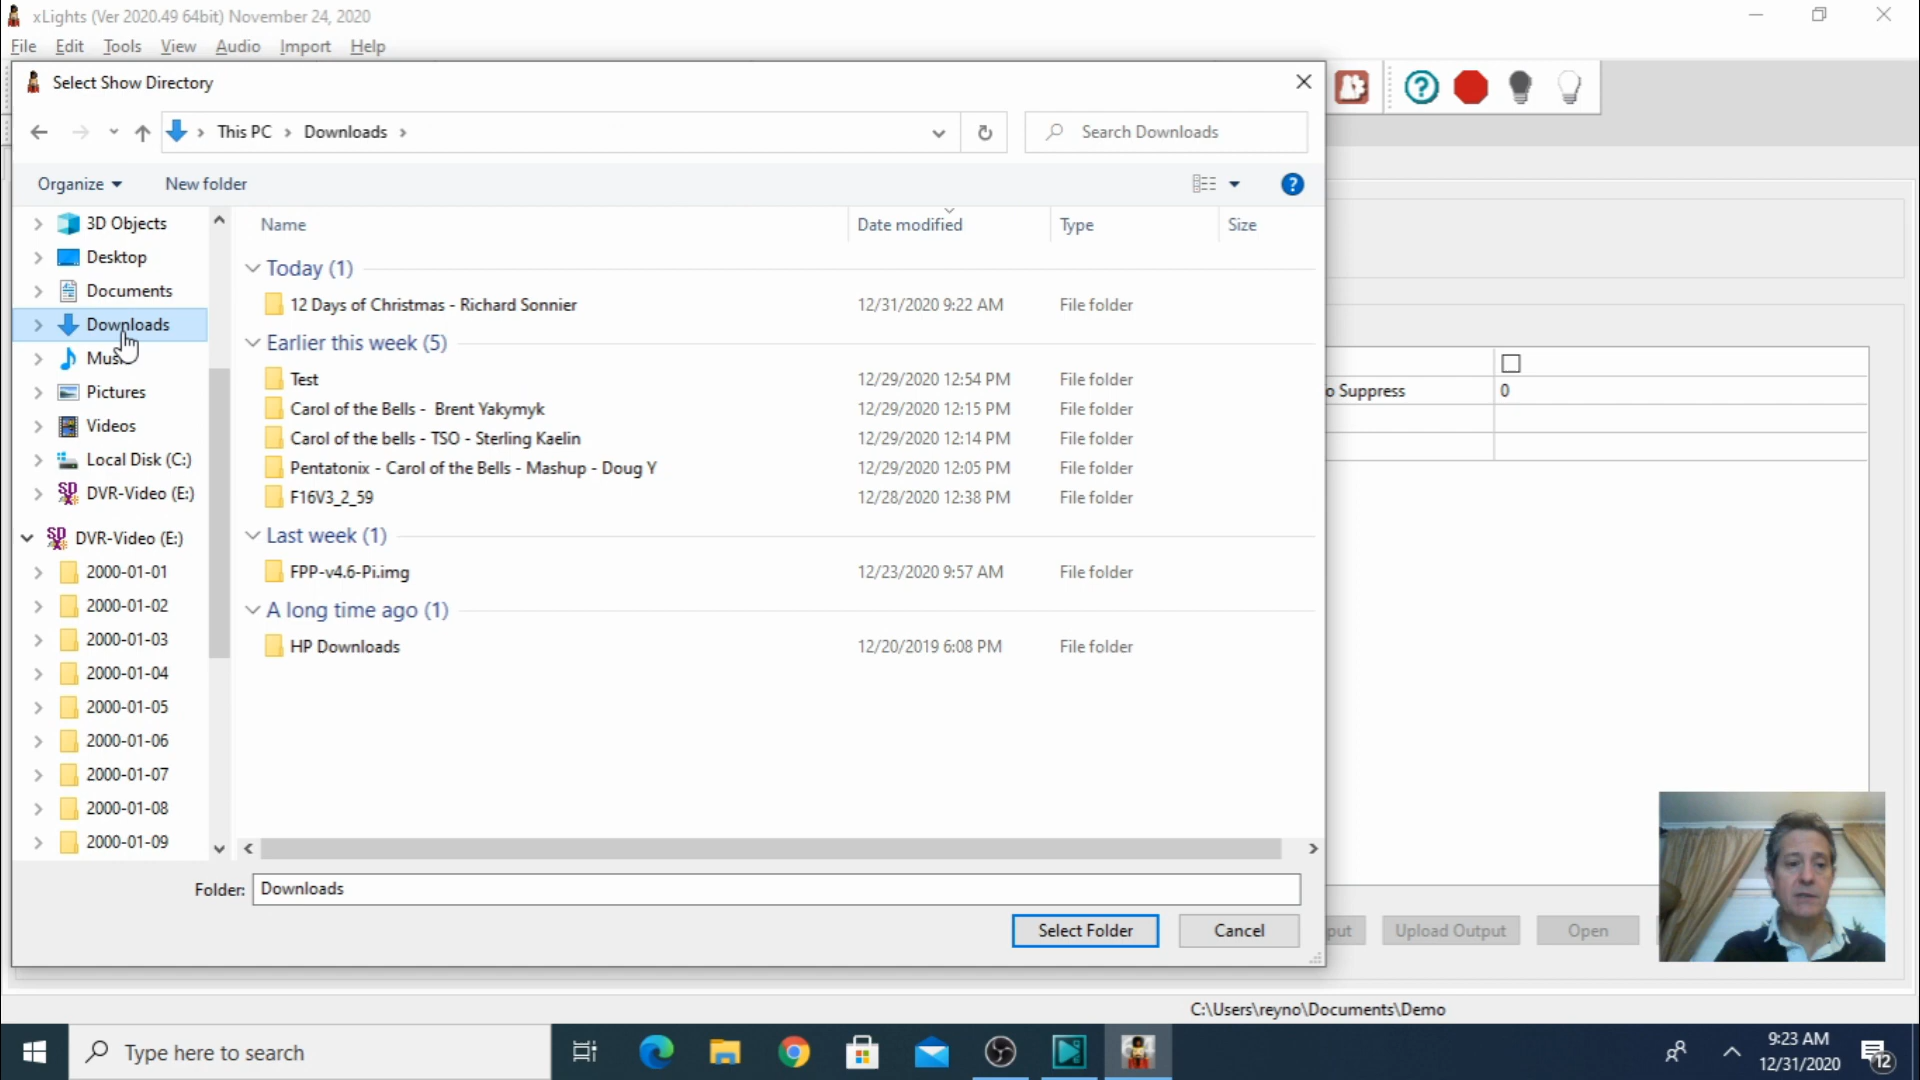 xLights (Ver 2020.49 64bit) November 24, 2020
File Edit Tools View Audio Import Help
Select Show Directory
This PC > Downloads >
Search Downloads
Organize New folder
3D Objects
Desktop
Documents
Downloads
Music
Pictures
Videos
Local Disk (C:)
DVR-Video (E:)
DVR-Video (E:)
2000-01-01
2000-01-02
2000-01-03
2000-01-04
2000-01-05
2000-01-06
2000-01-07
2000-01-08
2000-01-09
Name Date modified Type Size
Today (1)
12 Days of Christmas - Richard Sonnier 12/31/2020 9:22 AM File folder
Earlier this week (5)
Test 12/29/2020 12:54 PM File folder
Carol of the Bells - Brent Yakymyk 12/29/2020 12:15 PM File folder
Carol of the bells - TSO - Sterling Kaelin 12/29/2020 12:14 PM File folder
Pentatonix - Carol of the Bells - Mashup - Doug Y 12/29/2020 12:05 PM File folder
F16V3_2_59 12/28/2020 12:38 PM File folder
Last week (1)
FPP-v4.6-Pi.img 12/23/2020 9:57 AM File folder
A long time ago (1)
HP Downloads 12/20/2019 6:08 PM File folder
o Suppress 0
Folder: Downloads
Select Folder Cancel
put Upload Output Open
C:\Users\reyno\Documents\Demo
Type here to search
9:23 AM
12/31/2020
12